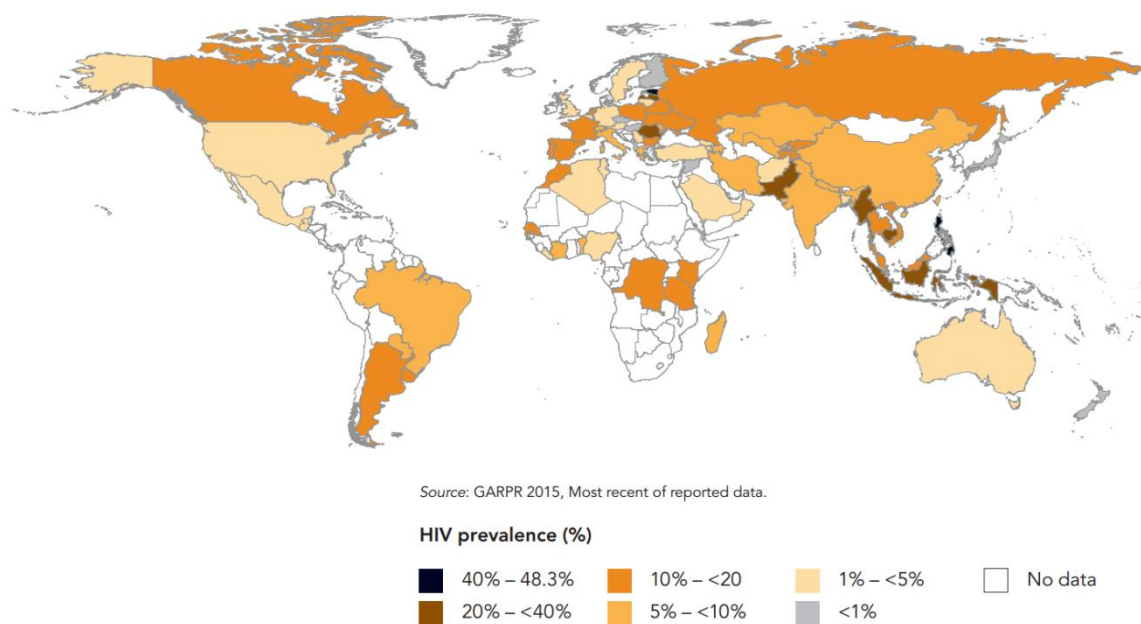 Source: GARPR 2015, Most recent of reported data.
HIV prevalence (%)
40% – 48.3%
10% – <20
1% – <5%
No data
20% – <40%
5% – <10%
<1%